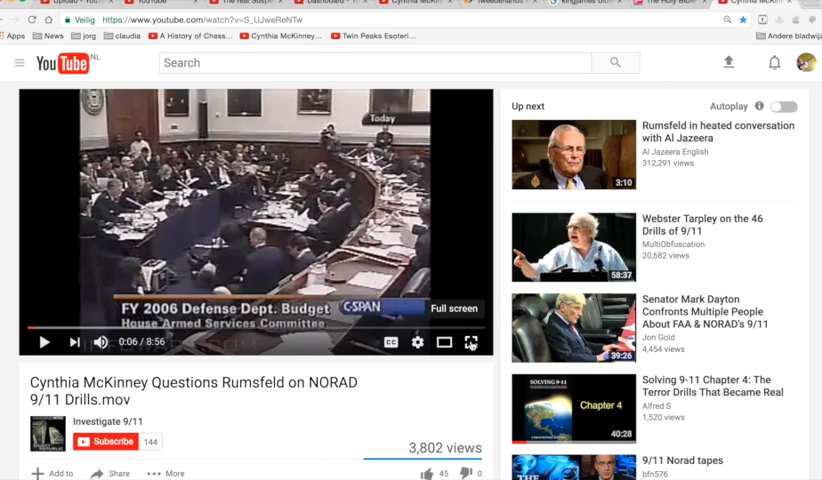 Veilig
https://www.youtube.com/watch?v=S_UJweReNTw
Andere bladwij
Apps
News
jorg
claudia
A History of Chess...
Cynthia McKinney...
Twin Peaks Esoteri...
YouTube NL
Search
Today
FY 2006 Defense Dept. Budget
House Armed Services Committee
C-SPAN
Full screen
0:06 / 8:56
CC
Cynthia McKinney Questions Rumsfeld on NORAD
9/11 Drills.mov
Investigate 9/11
Subscribe
144
3,802 views
Add to
Share
More
45
0
Up next
Autoplay
Rumsfeld in heated conversation
with Al Jazeera
Al Jazeera English
312,291 views
3:10
Webster Tarpley on the 46
Drills of 9/11
MultiObfuscation
20,682 views
58:37
Senator Mark Dayton
Confronts Multiple People
About FAA & NORAD's 9/11
Jon Gold
4,454 views
39:26
SOLVING 9-11
Chapter 4
Solving 9-11 Chapter 4: The
Terror Drills That Became Real
Alfred S
1,520 views
40:28
9/11 Norad tapes
bfn576